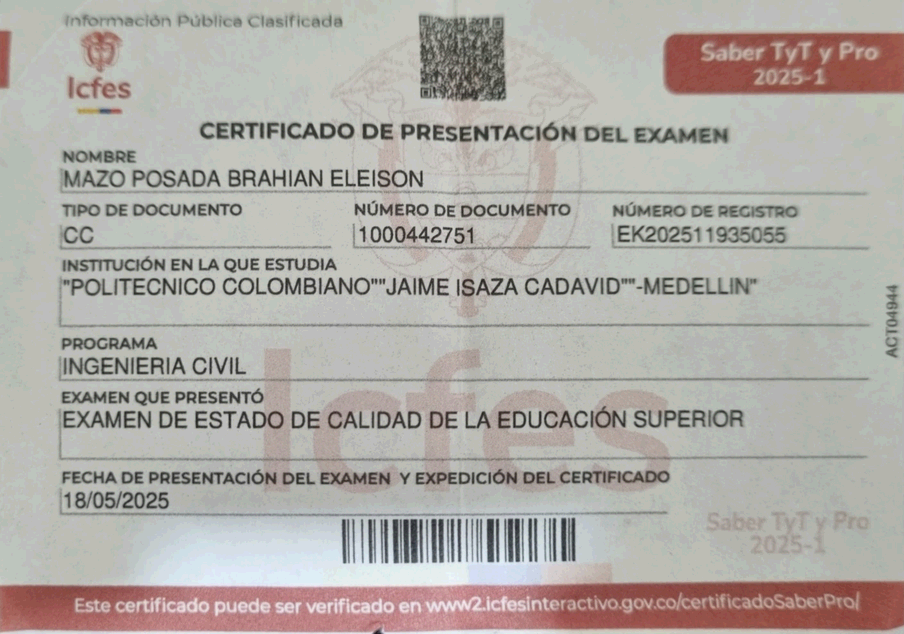 Información Pública Clasificada
Icfes
Saber TyT y Pro
2025-1
CERTIFICADO DE PRESENTACIÓN DEL EXAMEN
NOMBRE
MAZO POSADA BRAHIAN ELEISON
TIPO DE DOCUMENTO NÚMERO DE DOCUMENTO NÚMERO DE REGISTRO
CC 1000442751 EK202511935055
INSTITUCIÓN EN LA QUE ESTUDIA
"POLITECNICO COLOMBIANO""JAIME ISAZA CADAVID""-MEDELLIN"
ACT04944
PROGRAMA
INGENIERIA CIVIL
EXAMEN QUE PRESENTÓ
EXAMEN DE ESTADO DE CALIDAD DE LA EDUCACIÓN SUPERIOR
Icfes
FECHA DE PRESENTACIÓN DEL EXAMEN Y EXPEDICIÓN DEL CERTIFICADO
18/05/2025
Saber TyT y Pro
2025-1
Este certificado puede ser verificado en www2.icfesinteractivo.gov.co/certificadoSaberPro/